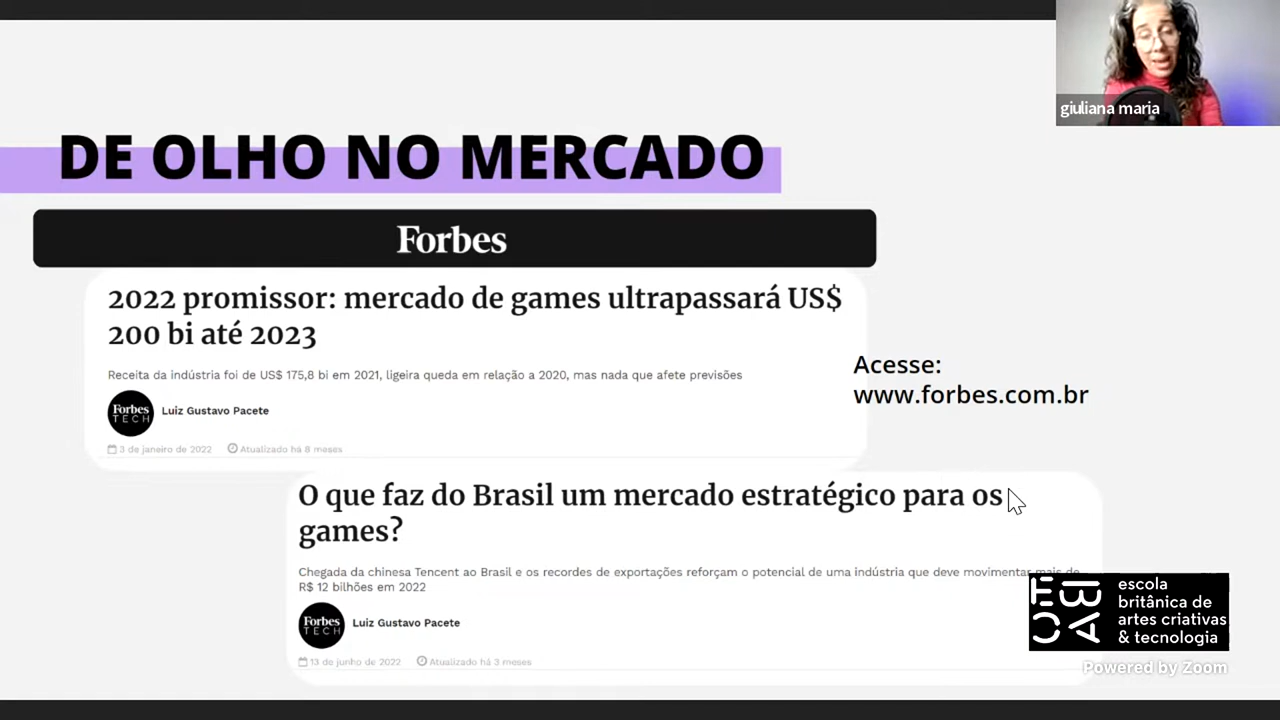 giuliana maria
DE OLHO NO MERCADO
Forbes
2022 promissor: mercado de games ultrapassará US$
200 bi até 2023
Receita da indústria foi de US$ 175,8 bi em 2021, ligeira queda em relação a 2020, mas nada que afete previsões
Forbes
TECH
Luiz Gustavo Pacete
3 de janeiro de 2022 Atualizado há 8 meses
Acesse:
www.forbes.com.br
O que faz do Brasil um mercado estratégico para os
games?
Chegada da chinesa Tencent ao Brasil e os recordes de exportações reforçam o potencial de uma indústria que deve movimentar mais de
R$ 12 bilhões em 2022
Forbes
TECH
Luiz Gustavo Pacete
13 de junho de 2022 Atualizado há 3 meses
EBAC
escola
britânica de
artes criativas
& tecnologia
Powered by Zoom